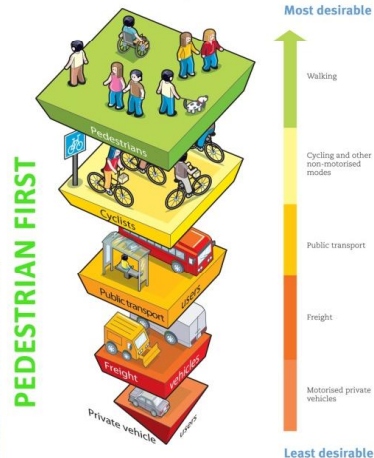 Most desirable
PEDESTRIAN FIRST
Pedestrians
Cyclists
Public transport users
Freight vehicles
Private vehicle users
Walking
Cycling and other
non-motorised
modes
Public transport
Freight
Motorised private
vehicles
Least desirable